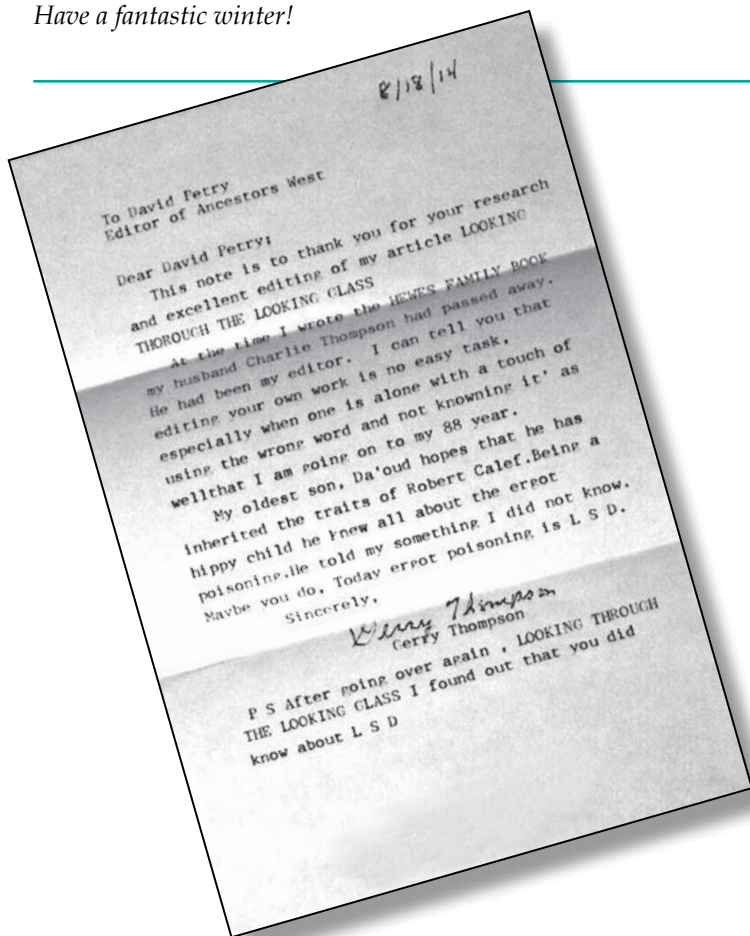 Have a fantastic winter!
8/18/14
To David Petry
Editor of Ancestors West
Dear David Petry;
This note is to thank you for your research
and excellent editing of my article LOOKING
THOROUCH THE LOOKING GLASS
At the time I wrote the HEWES FAMILY BOOK
my husband Charlie Thompson had passed away.
He had been my editor. I can tell you that
editing your own work is no easy task,
especially when one is alone with a touch of
using the wrong word and not knowning it' as
wellthat I am going on to my 88 year.
My oldest son, Da'oud hopes that he has
inherited the traits of Robert Calef.Being a
hippy child he knew all about the ergot
poisoning.He told my something I did not know.
Maybe you do, Today ergot poisoning is L S D.
Sincerely,
Gerry Thompson
Gerry Thompson
P S After going over again , LOOKING THROUGH
THE LOOKING GLASS I found out that you did
know about L S D